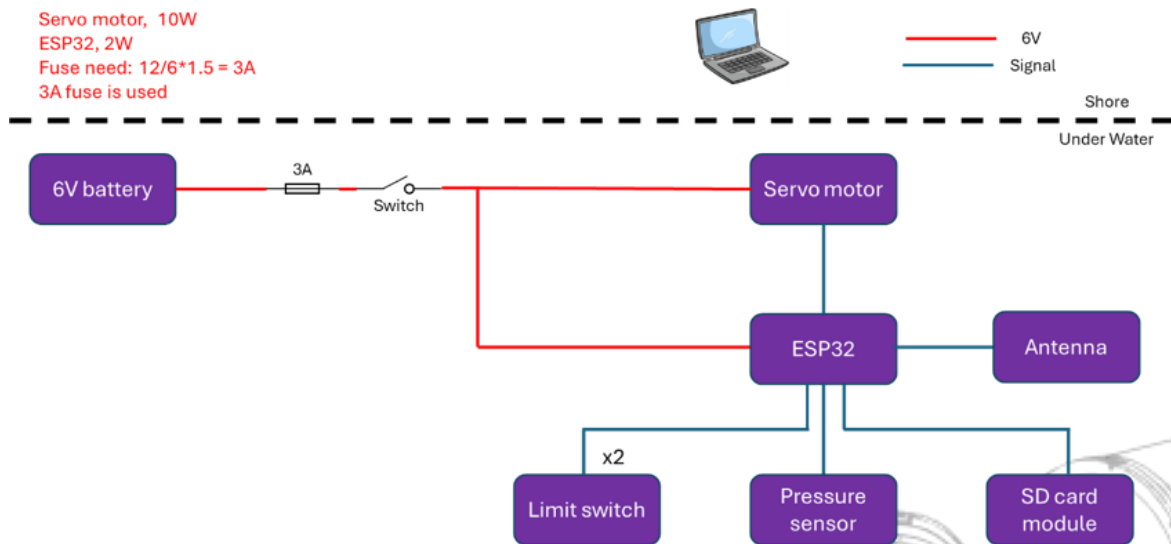 Servo motor, 10W
ESP32, 2W
Fuse need: 12/6*1.5 = 3A
3A fuse is used
6V
Signal
Shore
Under Water
6V battery
3A
Switch
Servo motor
ESP32
Antenna
x2
Limit switch
Pressure
sensor
SD card
module